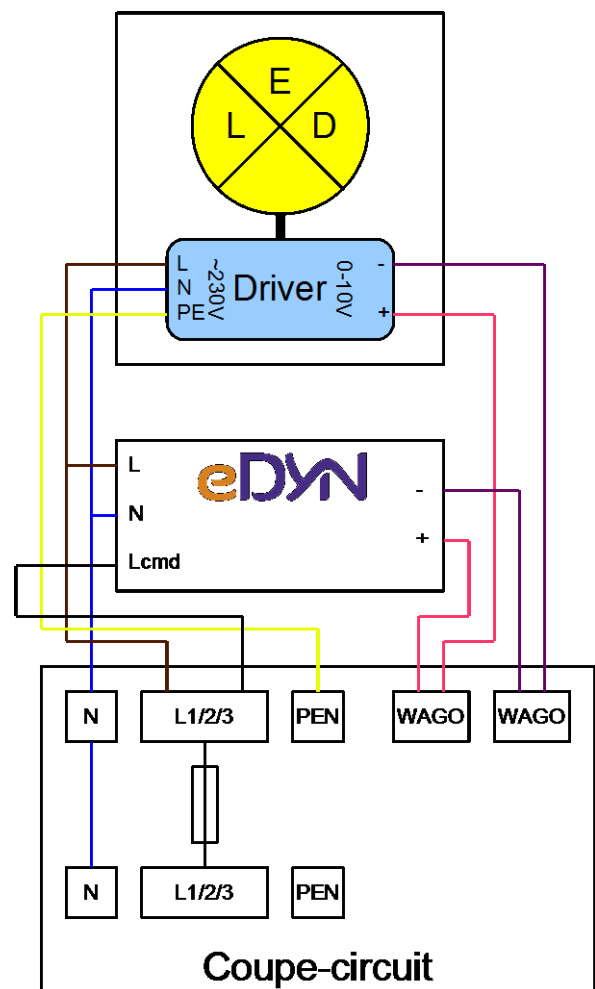 E
L D
L
N
PE
~230V
Driver
0-10V
-
+
L
eDYN
N
Lcmd
-
+
N
L1/2/3
PEN
WAGO
WAGO
N
L1/2/3
PEN
Coupe-circuit